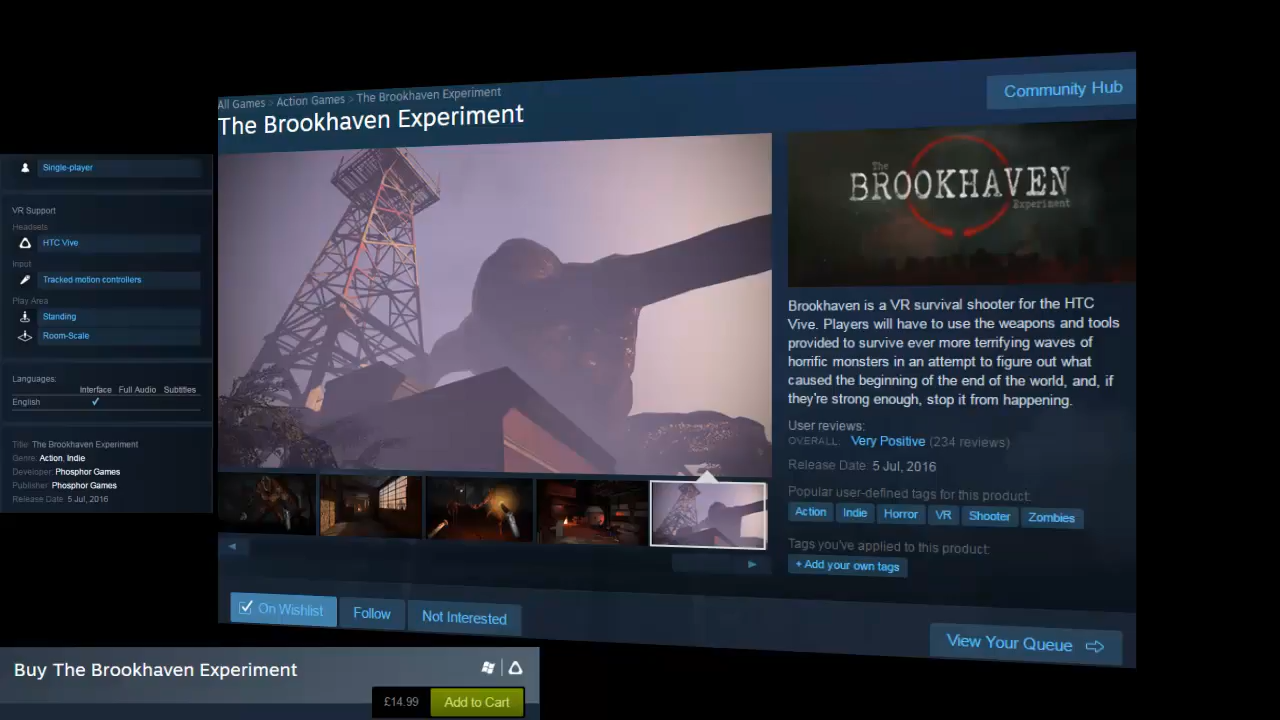 All Games > Action Games > The Brookhaven Experiment
The Brookhaven Experiment
Community Hub
The
BROOKHAVEN
Experiment
Brookhaven is a VR survival shooter for the HTC
Vive. Players will have to use the weapons and tools
provided to survive ever more terrifying waves of
horrific monsters in an attempt to figure out what
caused the beginning of the end of the world, and, if
they're strong enough, stop it from happening.
User reviews:
OVERALL: Very Positive (234 reviews)
Release Date: 5 Jul, 2016
Popular user-defined tags for this product:
Action Indie Horror VR Shooter Zombies
Tags you've applied to this product:
+ Add your own tags
On Wishlist Follow Not Interested
View Your Queue
Single-player
VR Support
Headsets
HTC Vive
Input
Tracked motion controllers
Play Area
Standing
Room-Scale
Languages:
Interface Full Audio Subtitles
English
Title: The Brookhaven Experiment
Genre: Action, Indie
Developer: Phosphor Games
Publisher: Phosphor Games
Release Date: 5 Jul, 2016
Buy The Brookhaven Experiment
£14.99 Add to Cart